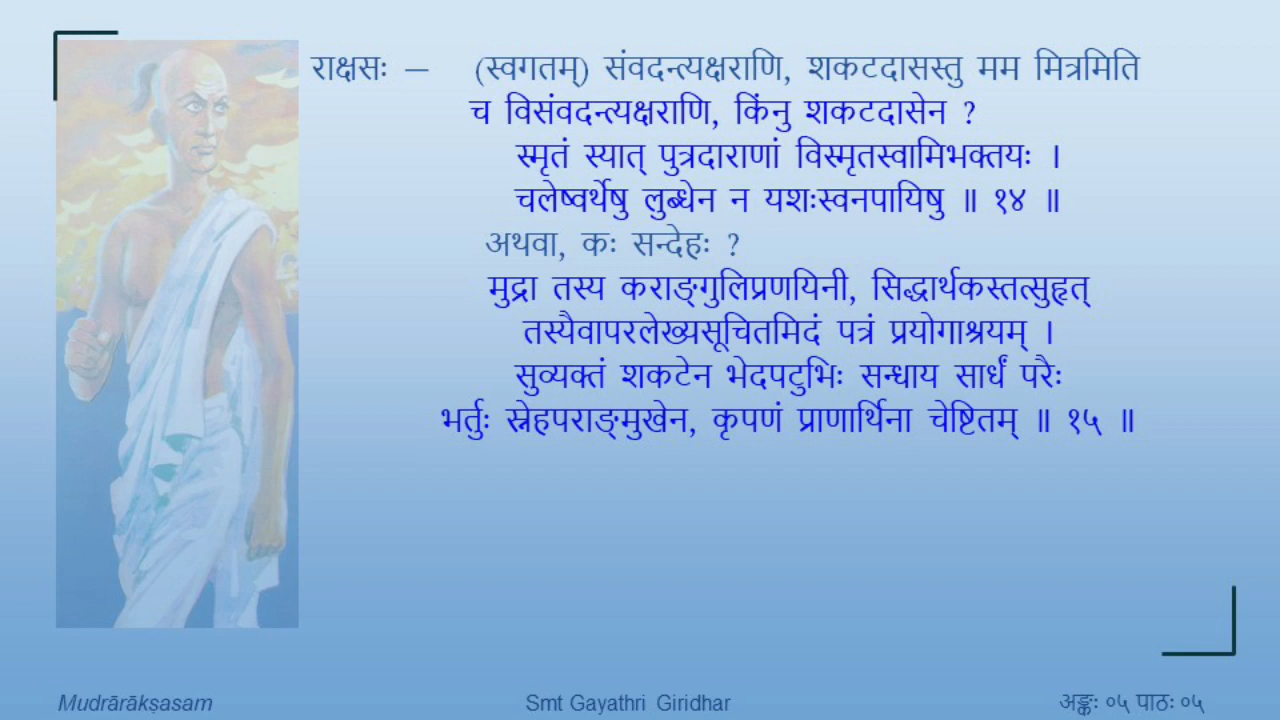 राक्षसः – (स्वगतम्) संवदन्त्यक्षराणि, शकटदासस्तु मम मित्रमिति
च विसंवदन्त्यक्षराणि, किंनु शकटदासेन ?
स्मृतं स्यात् पुत्रदाराणां विस्मृतस्वामिभक्तयः ।
चलेष्वर्थेषु लुब्धेन न यशःस्वनपायिषु ॥ १४ ॥
अथवा, कः सन्देहः ?
मुद्रा तस्य कराङ्गुलिप्रणयिनी, सिद्धार्थकस्तत्सुहृत्
तस्यैवापरलेख्यसूचितमिदं पत्रं प्रयोगाश्रयम् ।
सुव्यक्तं शकटेन भेदपटुभिः सन्धाय सार्धं परैः
भर्तुः स्नेहपराङ्मुखेन, कृपणं प्राणार्थिना चेष्टितम् ॥ १५ ॥
Mudrārākṣasam Smt Gayathri Giridhar अङ्कः ०५ पाठः ०५